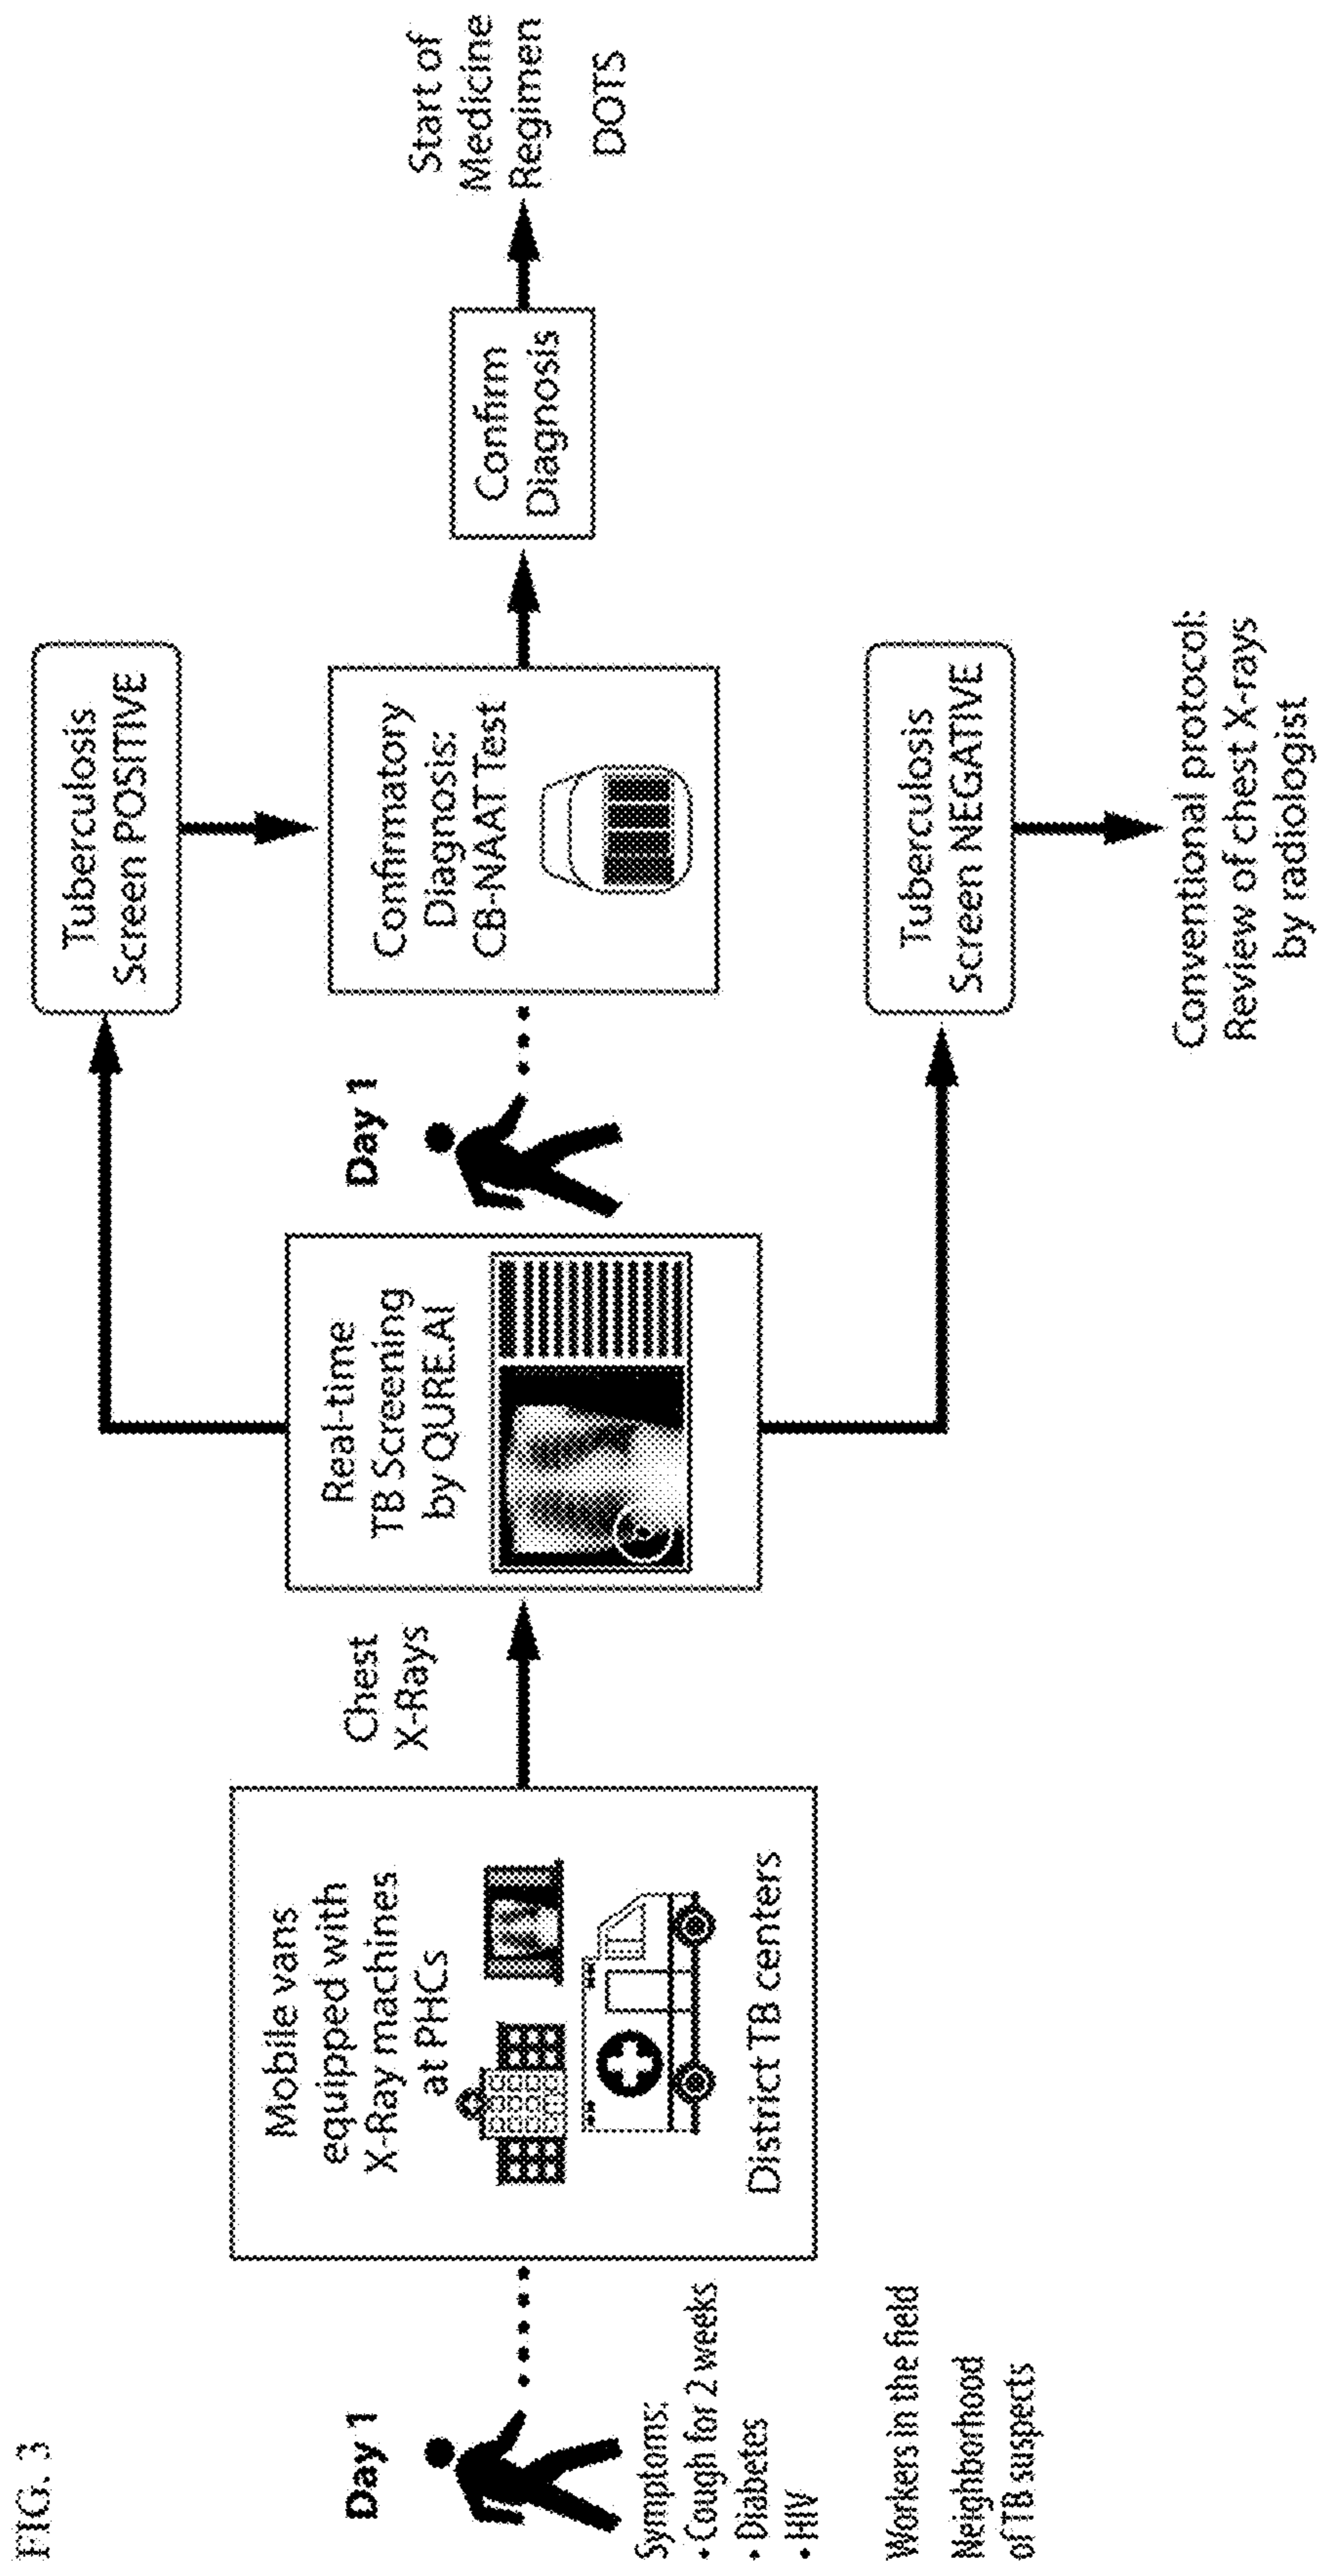 FIG. 3
Day 1
Symptoms:
• Cough for 2 weeks
• Diabetes
• HIV
Workers in the field
Neighborhood
of TB suspects
Mobile vans
equipped with
X-Ray machines
at PHCs
District TB centers
Chest
X-Rays
Real-time
TB Screening
by QURE.AI
Day 1
Tuberculosis
Screen POSITIVE
Confirmatory
Diagnosis:
CB-NAAT Test
Tuberculosis
Screen NEGATIVE
Conventional protocol:
Review of chest X-rays
by radiologist
Confirm
Diagnosis
Start of
Medicine
Regimen
DOTS